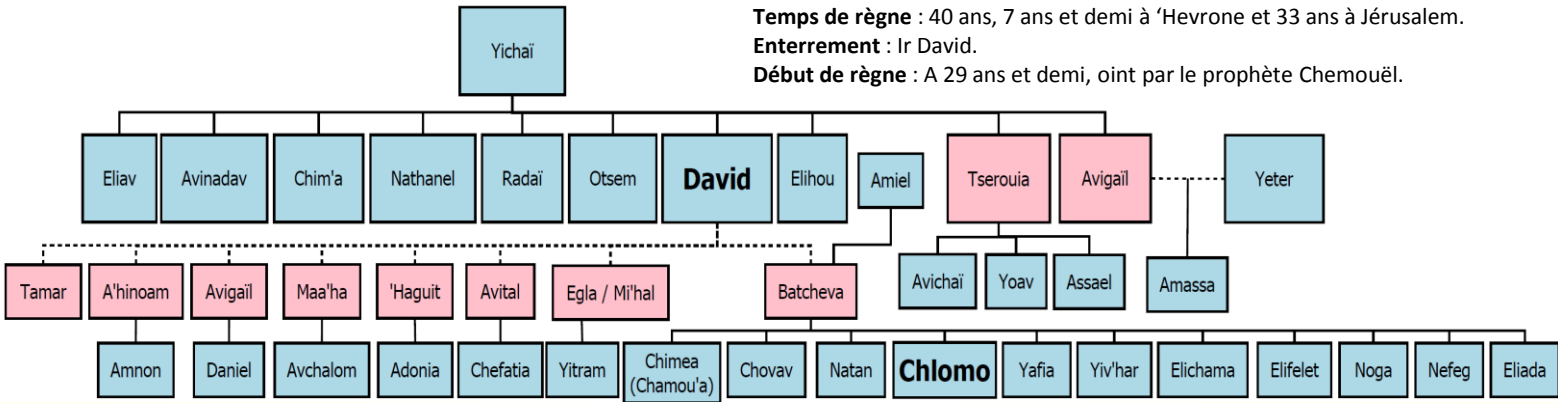 Temps de règne : 40 ans, 7 ans et demi à ‘Hevrone et 33 ans à Jérusalem.
Enterrement : Ir David.
Début de règne : A 29 ans et demi, oint par le prophète Chemouël.
Yichaï
Eliav
Avinadav
Chim'a
Nathanel
Radaï
Otsem
David
Elihou
Amiel
Tserouia
Avigaïl
Yeter
Tamar
A'hinoam
Avigaïl
Maa'ha
'Haguit
Avital
Egla / Mi'hal
Batcheva
Avichaï
Yoav
Assael
Amassa
Amnon
Daniel
Avchalom
Adonia
Chefatia
Yitram
Chimea
(Chamou'a)
Chovav
Natan
Chlomo
Yafia
Yiv'har
Elichama
Elifelet
Noga
Nefeg
Eliada